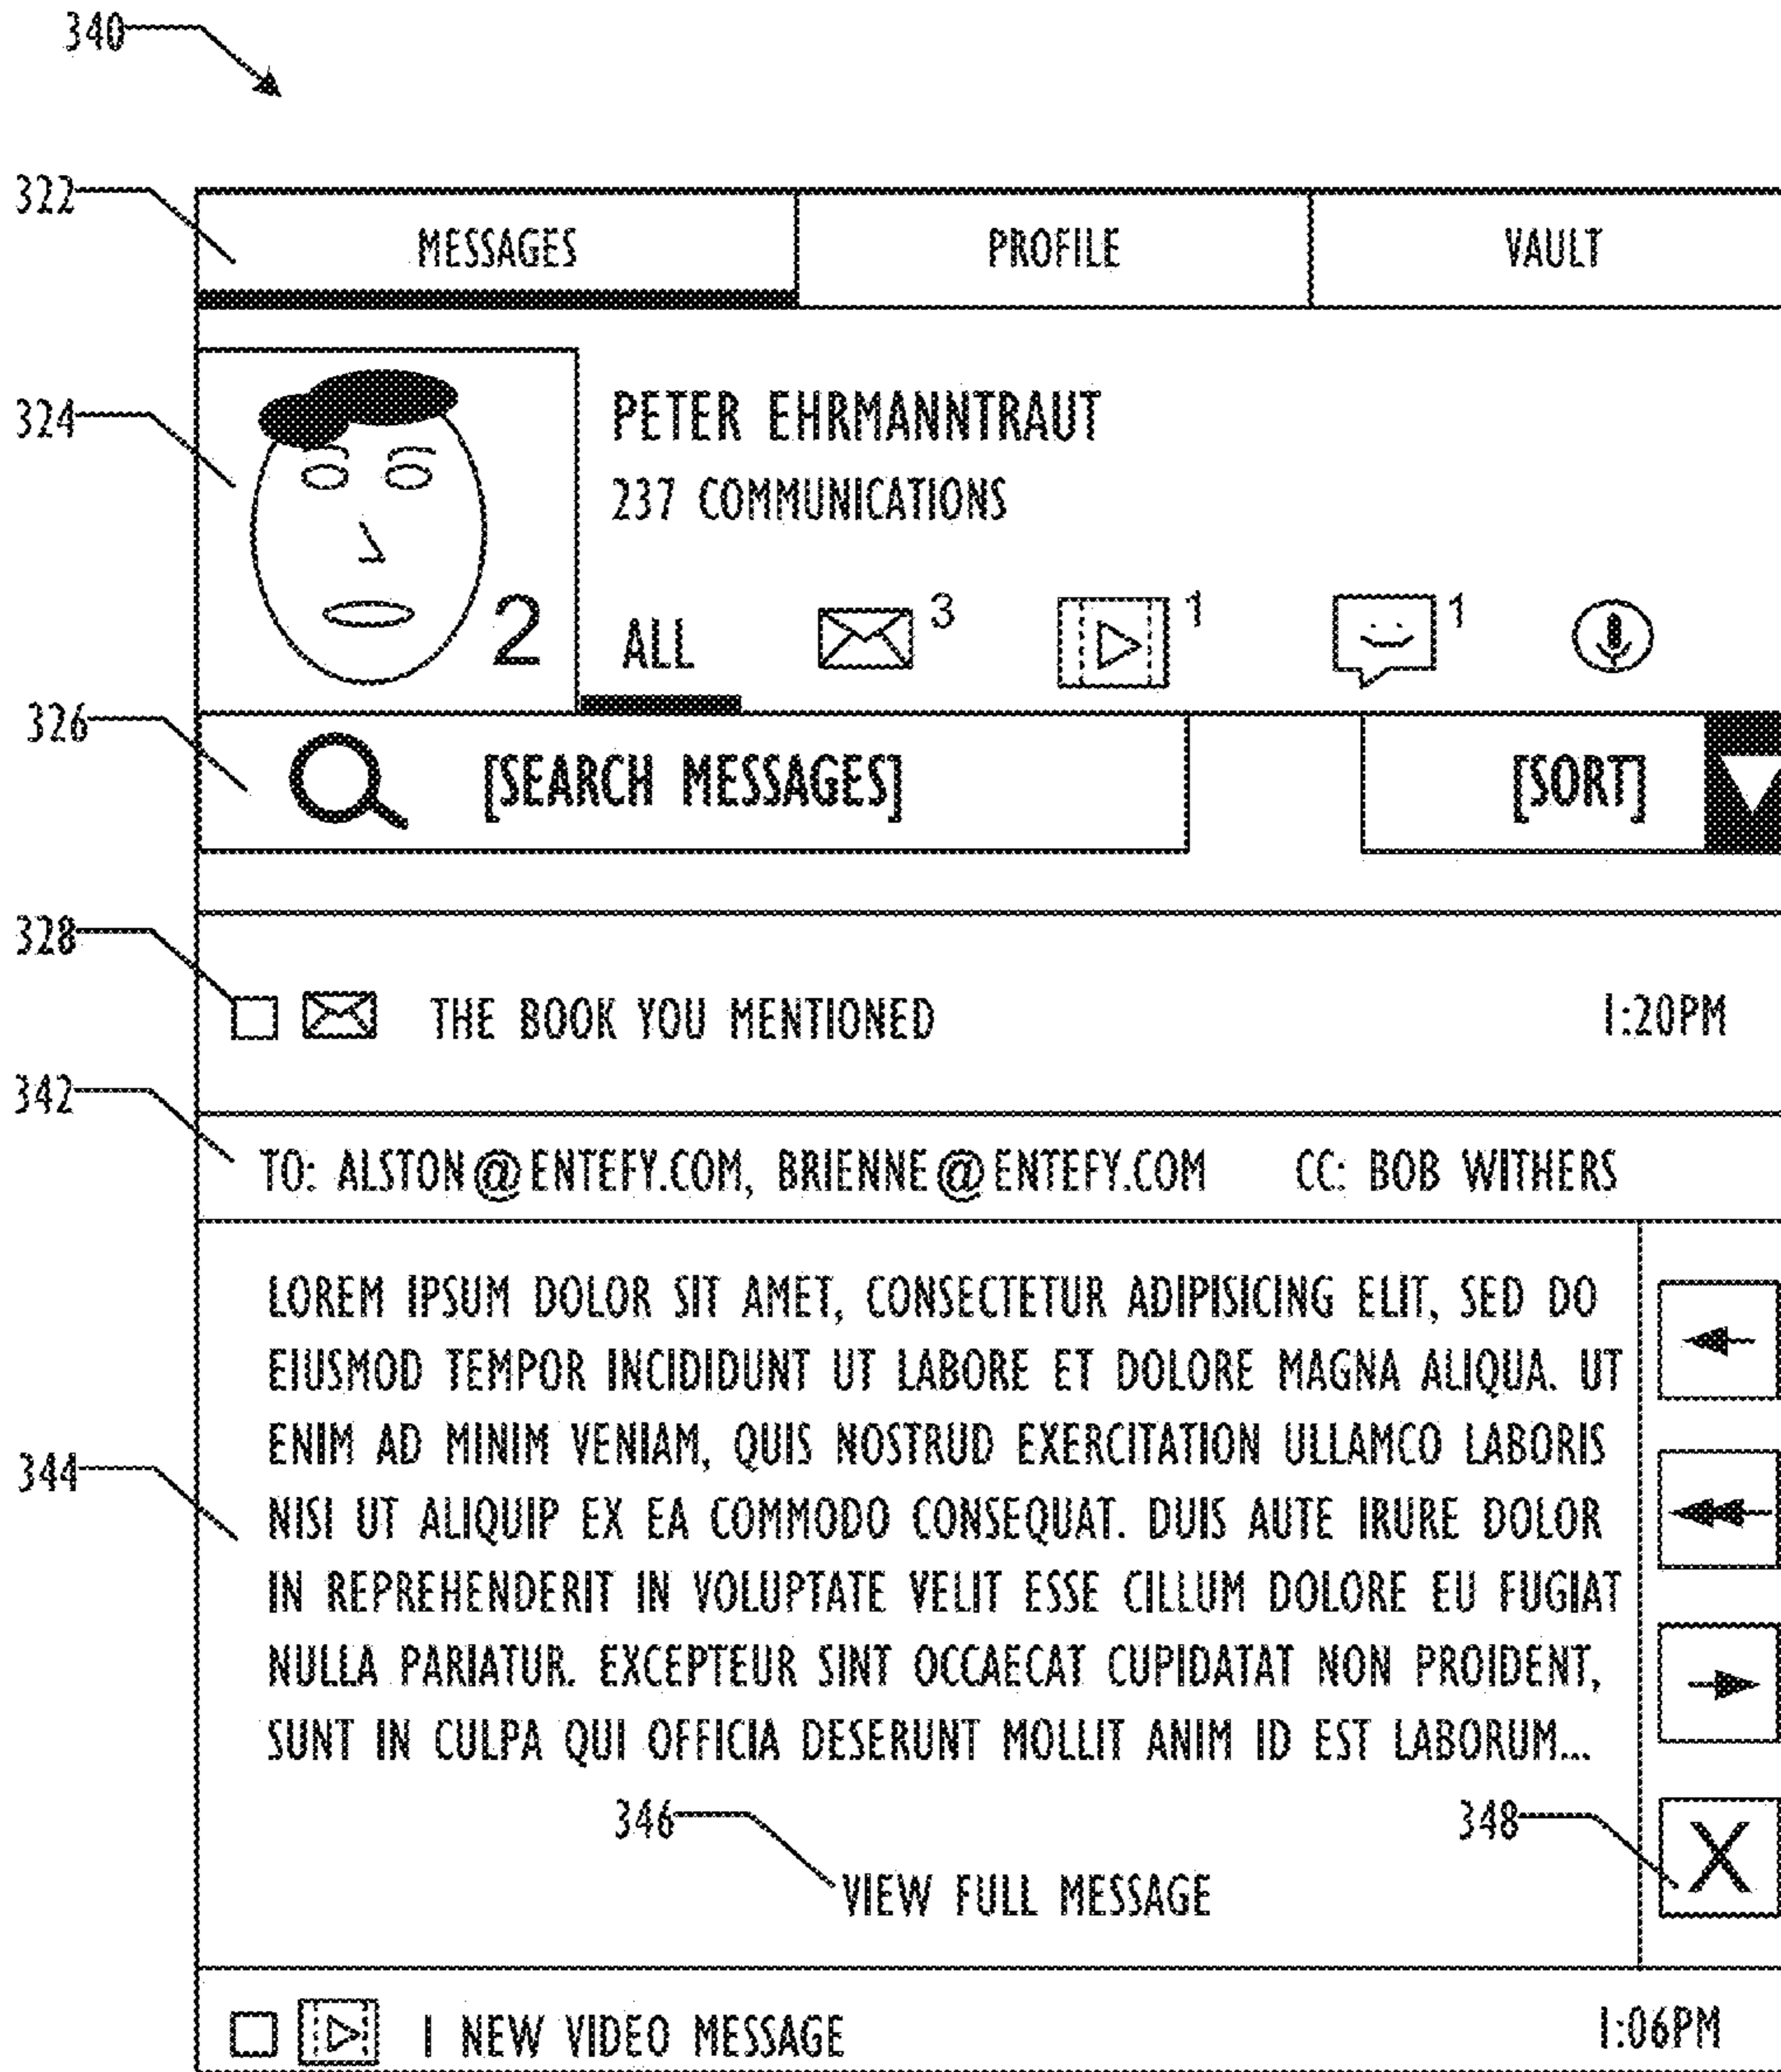 340
322
MESSAGES PROFILE VAULT
324
PETER EHRMANNTRAUT
237 COMMUNICATIONS
2 ALL 3 1 1
326
[SEARCH MESSAGES] [SORT]
328
THE BOOK YOU MENTIONED 1:20PM
342
TO: ALSTON@ENTEFY.COM, BRIENNE@ENTEFY.COM CC: BOB WITHERS
LOREM IPSUM DOLOR SIT AMET, CONSECTETUR ADIPISICING ELIT, SED DO
EIUSMOD TEMPOR INCIDIDUNT UT LABORE ET DOLORE MAGNA ALIQUA. UT
ENIM AD MINIM VENIAM, QUIS NOSTRUD EXERCITATION ULLAMCO LABORIS
344
NISI UT ALIQUIP EX EA COMMODO CONSEQUAT. DUIS AUTE IRURE DOLOR
IN REPREHENDERIT IN VOLUPTATE VELIT ESSE CILLUM DOLORE EU FUGIAT
NULLA PARIATUR. EXCEPTEUR SINT OCCAECAT CUPIDATAT NON PROIDENT,
SUNT IN CULPA QUI OFFICIA DESERUNT MOLLIT ANIM ID EST LABORUM...
346 348
X
VIEW FULL MESSAGE
1 NEW VIDEO MESSAGE 1:06PM